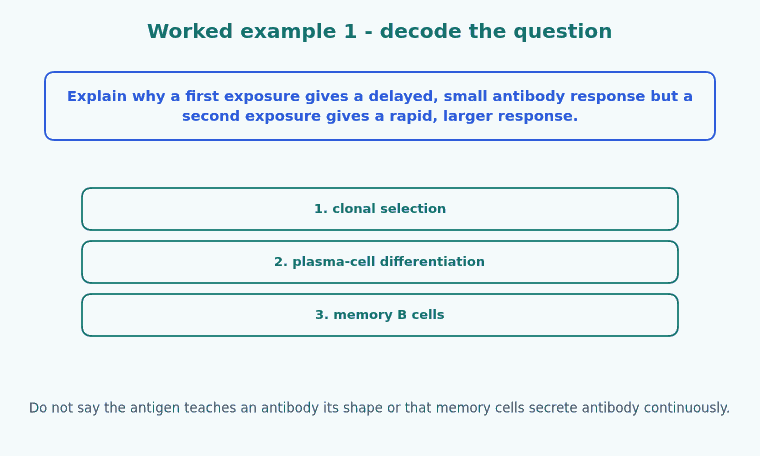 Worked example 1 - decode the question
Explain why a first exposure gives a delayed, small antibody response but a
second exposure gives a rapid, larger response.
1. clonal selection
2. plasma-cell differentiation
3. memory B cells
Do not say the antigen teaches an antibody its shape or that memory cells secrete antibody continuously.